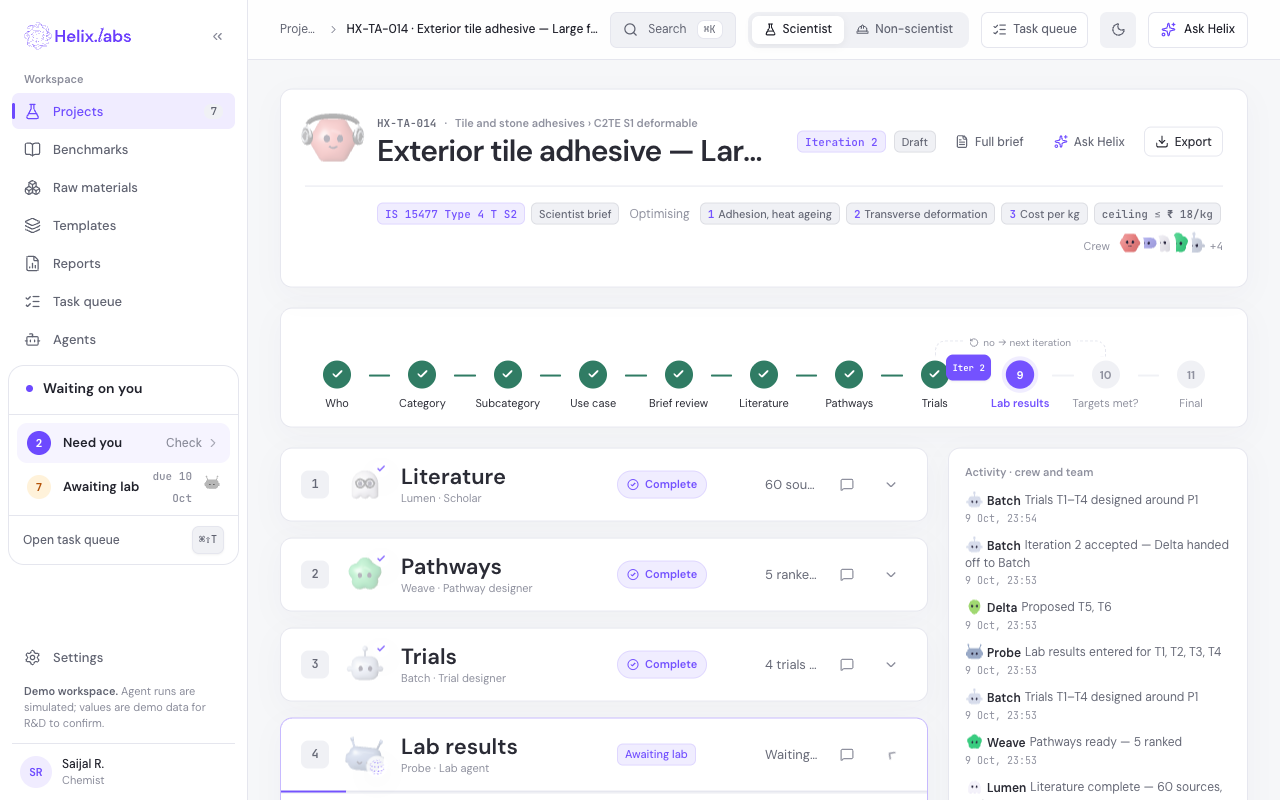 Helix.labs
Workspace
Projects 7
Benchmarks
Raw materials
Templates
Reports
Task queue
Agents
Waiting on you
2 Need you Check
7 Awaiting lab due 10 Oct
Open task queue ⌘⇧T
Settings
Demo workspace. Agent runs are
simulated; values are demo data for
R&D to confirm.
SR Saijal R.
Chemist
Proje… HX-TA-014 · Exterior tile adhesive — Large f…
Search ⌘K
Scientist Non-scientist
Task queue
Ask Helix
HX-TA-014 · Tile and stone adhesives › C2TE S1 deformable
Exterior tile adhesive — Lar…
Iteration 2 Draft Full brief Ask Helix Export
IS 15477 Type 4 T S2 Scientist brief Optimising 1 Adhesion, heat ageing 2 Transverse deformation 3 Cost per kg ceiling ≤ ₹ 18/kg
Crew +4
no → next iteration
Iter 2 9 10 11
Who Category Subcategory Use case Brief review Literature Pathways Trials Lab results Targets met? Final
1 Literature
Lumen · Scholar
Complete 60 sou…
2 Pathways
Weave · Pathway designer
Complete 5 ranke…
3 Trials
Batch · Trial designer
Complete 4 trials …
4 Lab results
Probe · Lab agent
Awaiting lab Waiting…
Activity · crew and team
Batch Trials T1–T4 designed around P1
9 Oct, 23:54
Batch Iteration 2 accepted — Delta handed
off to Batch
9 Oct, 23:53
Delta Proposed T5, T6
9 Oct, 23:53
Probe Lab results entered for T1, T2, T3, T4
9 Oct, 23:53
Batch Trials T1–T4 designed around P1
9 Oct, 23:53
Weave Pathways ready — 5 ranked
9 Oct, 23:53
Lumen Literature complete — 60 sources,